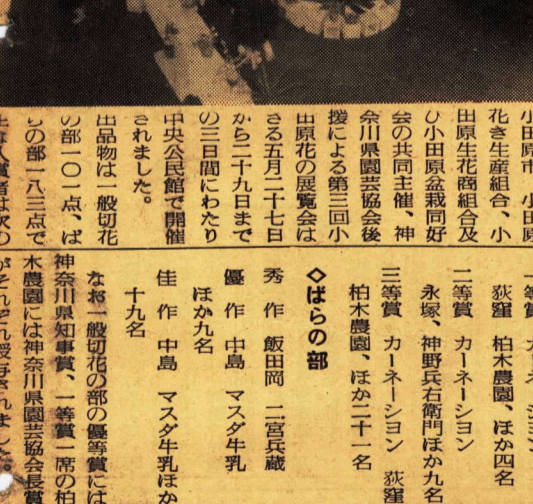 小田原市 小田原
花き生産組合、小
田原生花商組合及
び小田原盆栽同好
会の共同主催、神
奈川県園芸協会後
援による第三回小
田原花の展覧会は
さる五月二十七日
から二十九日まで
の三日間にわたり
中央公民館で開催
されました。
出品物は一般切花
の部一〇一点、ば
らの部一八三点で
一等賞 カーネ
荻窪 柏木農園、ほか四名
二等賞 カーネーション
永塚、神野兵右衛門ほか九名
三等賞 カーネーション 荻窪
柏木農園、ほか二十一名
◇ばらの部
秀作 飯田岡 二宮兵蔵
優作 中島 マスダ牛乳
ほか九名
佳作 中島 マスダ牛乳ほか
十九名
なお一般切花の部の優等賞には
神奈川県知事賞、一等賞一席の柏
木農園には神奈川県園芸協会長賞
がそれぞれ授与されました。